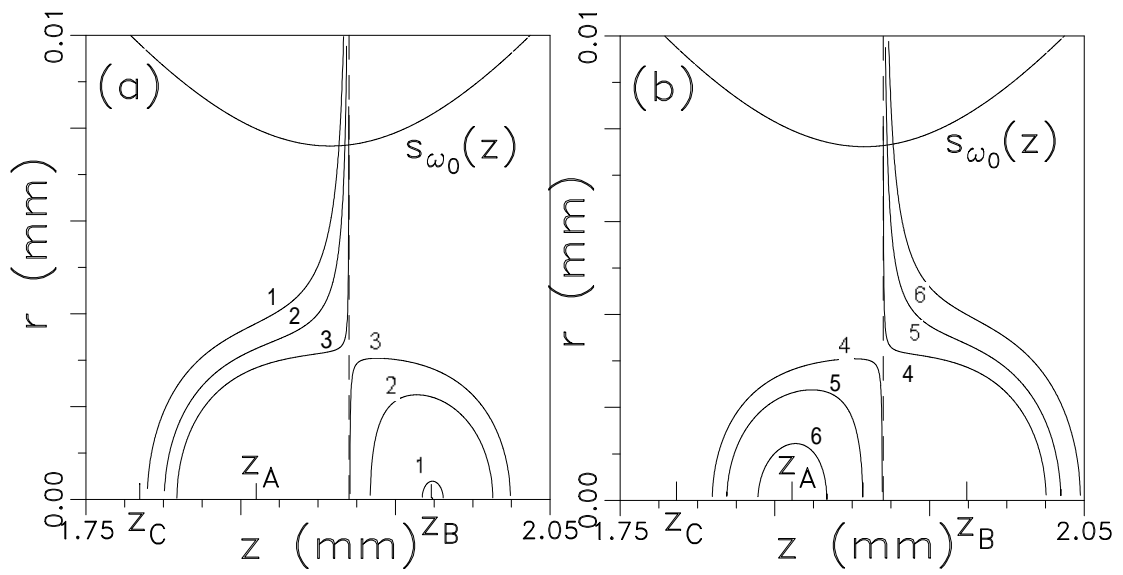 0.01
(a)
s_ω₀(z)
r (mm)
1
2
3
3
2
1
z_A
0.00
1.75
z_C
z (mm)
z_B
2.05
0.01
(b)
s_ω₀(z)
r (mm)
6
5
4
4
5
6
z_A
0.00
1.75
z_C
z (mm)
z_B
2.05